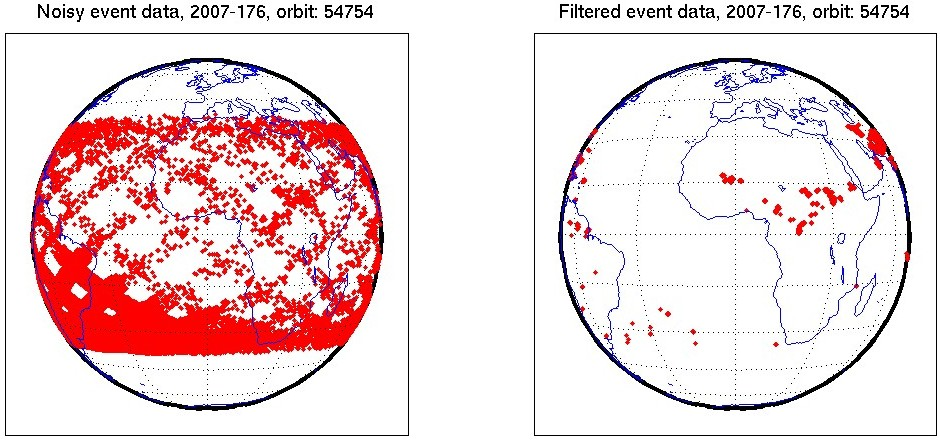 Noisy event data, 2007-176, orbit: 54754
Filtered event data, 2007-176, orbit: 54754